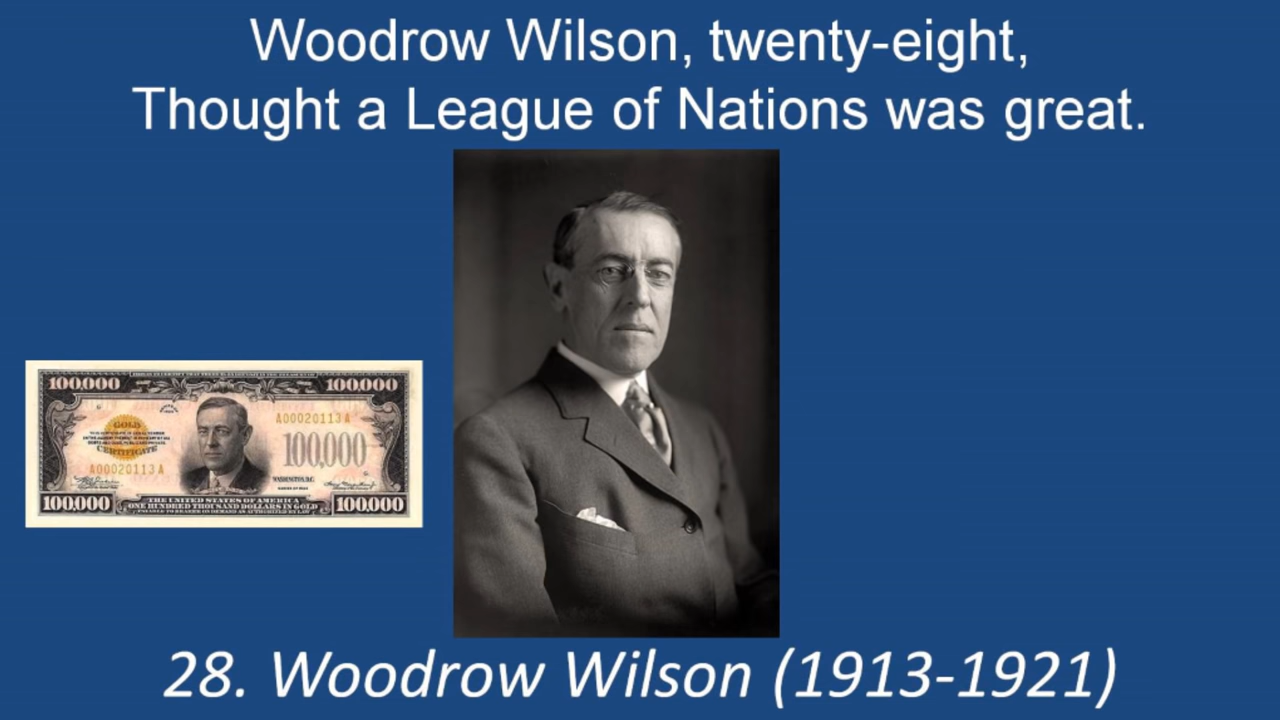 Woodrow Wilson, twenty-eight,
Thought a League of Nations was great.
100,000 100,000
A00020113A
GOLD
100,000
CERTIFICATE
A00020113A
WASHINGTON, D.C.
THE UNITED STATES OF AMERICA
100,000 ONE HUNDRED THOUSAND DOLLARS IN GOLD 100,000
28. Woodrow Wilson (1913-1921)